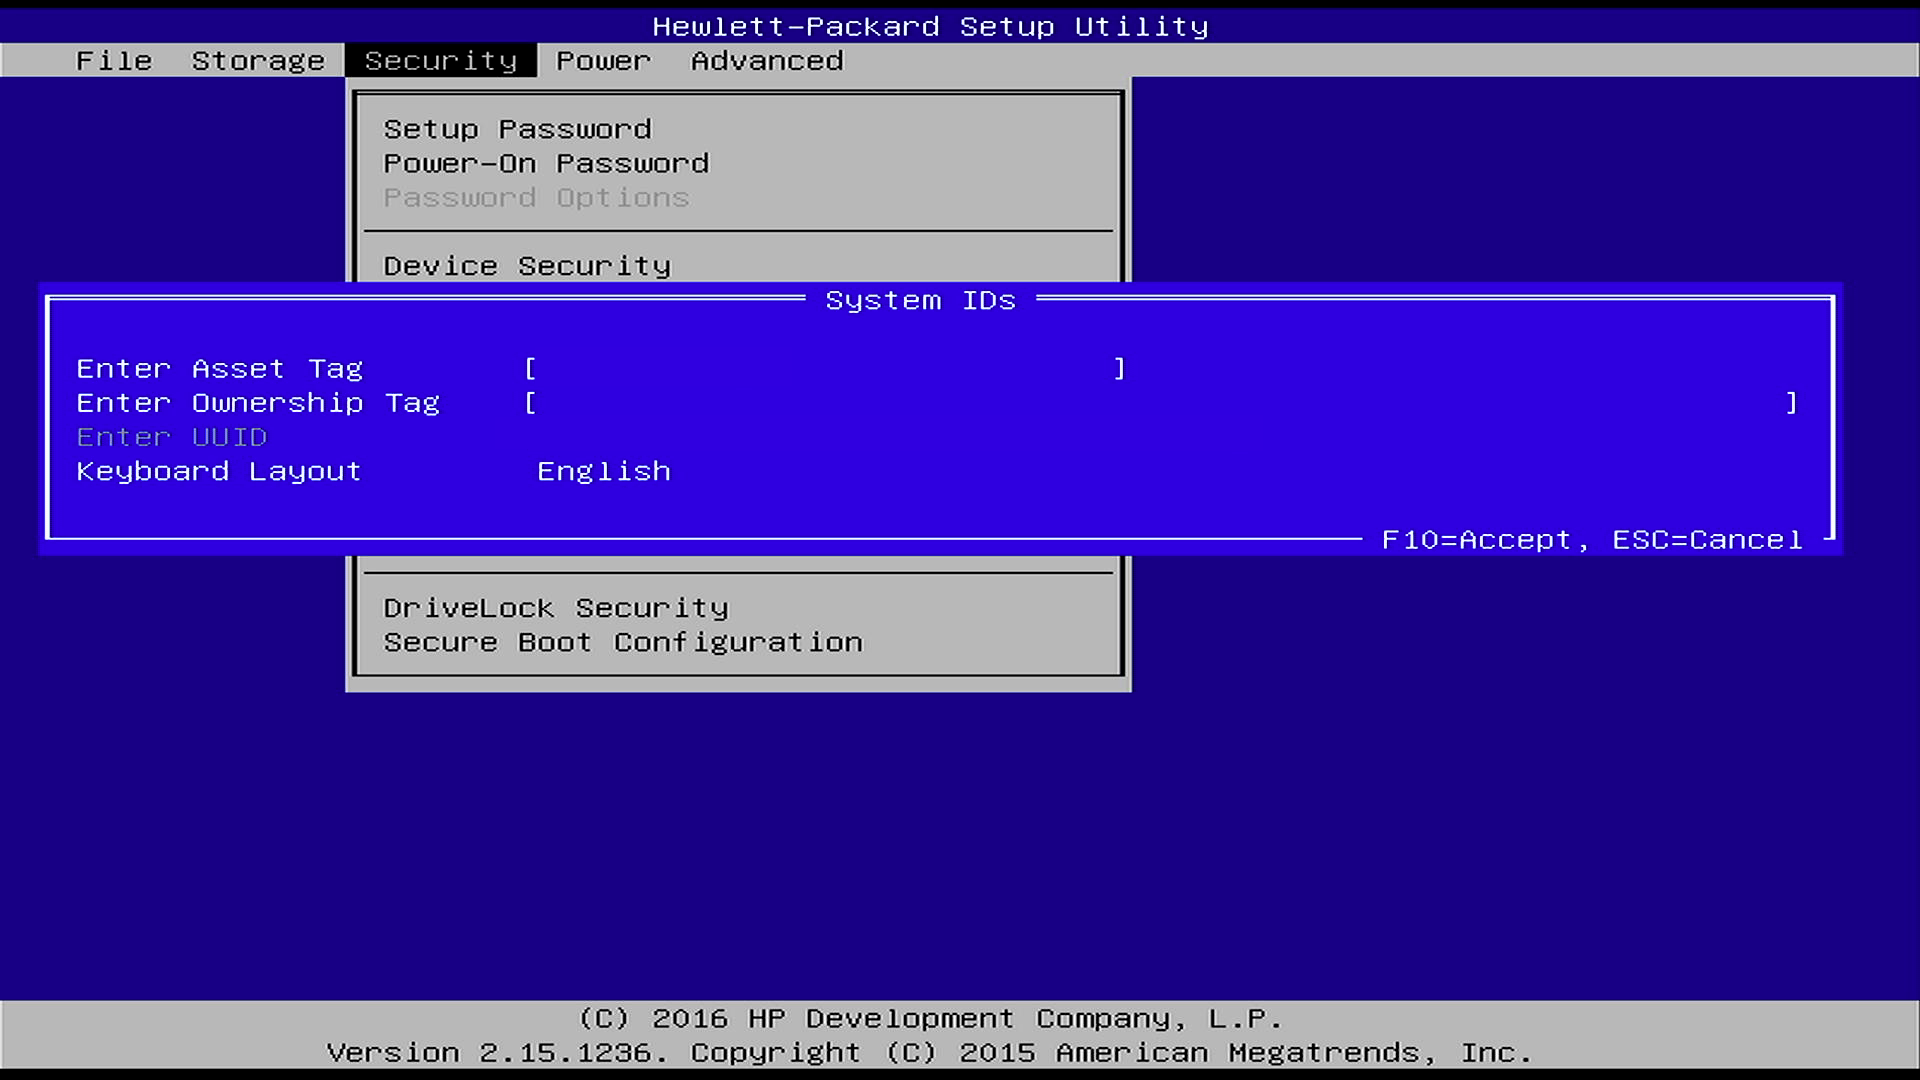 Hewlett-Packard Setup Utility
File Storage Security Power Advanced
Setup Password
Power-On Password
Password Options
Device Security
System IDs
Enter Asset Tag [ ]
Enter Ownership Tag [ ]
Enter UUID
Keyboard Layout English
F10=Accept, ESC=Cancel
DriveLock Security
Secure Boot Configuration
(C) 2016 HP Development Company, L.P.
Version 2.15.1236. Copyright (C) 2015 American Megatrends, Inc.